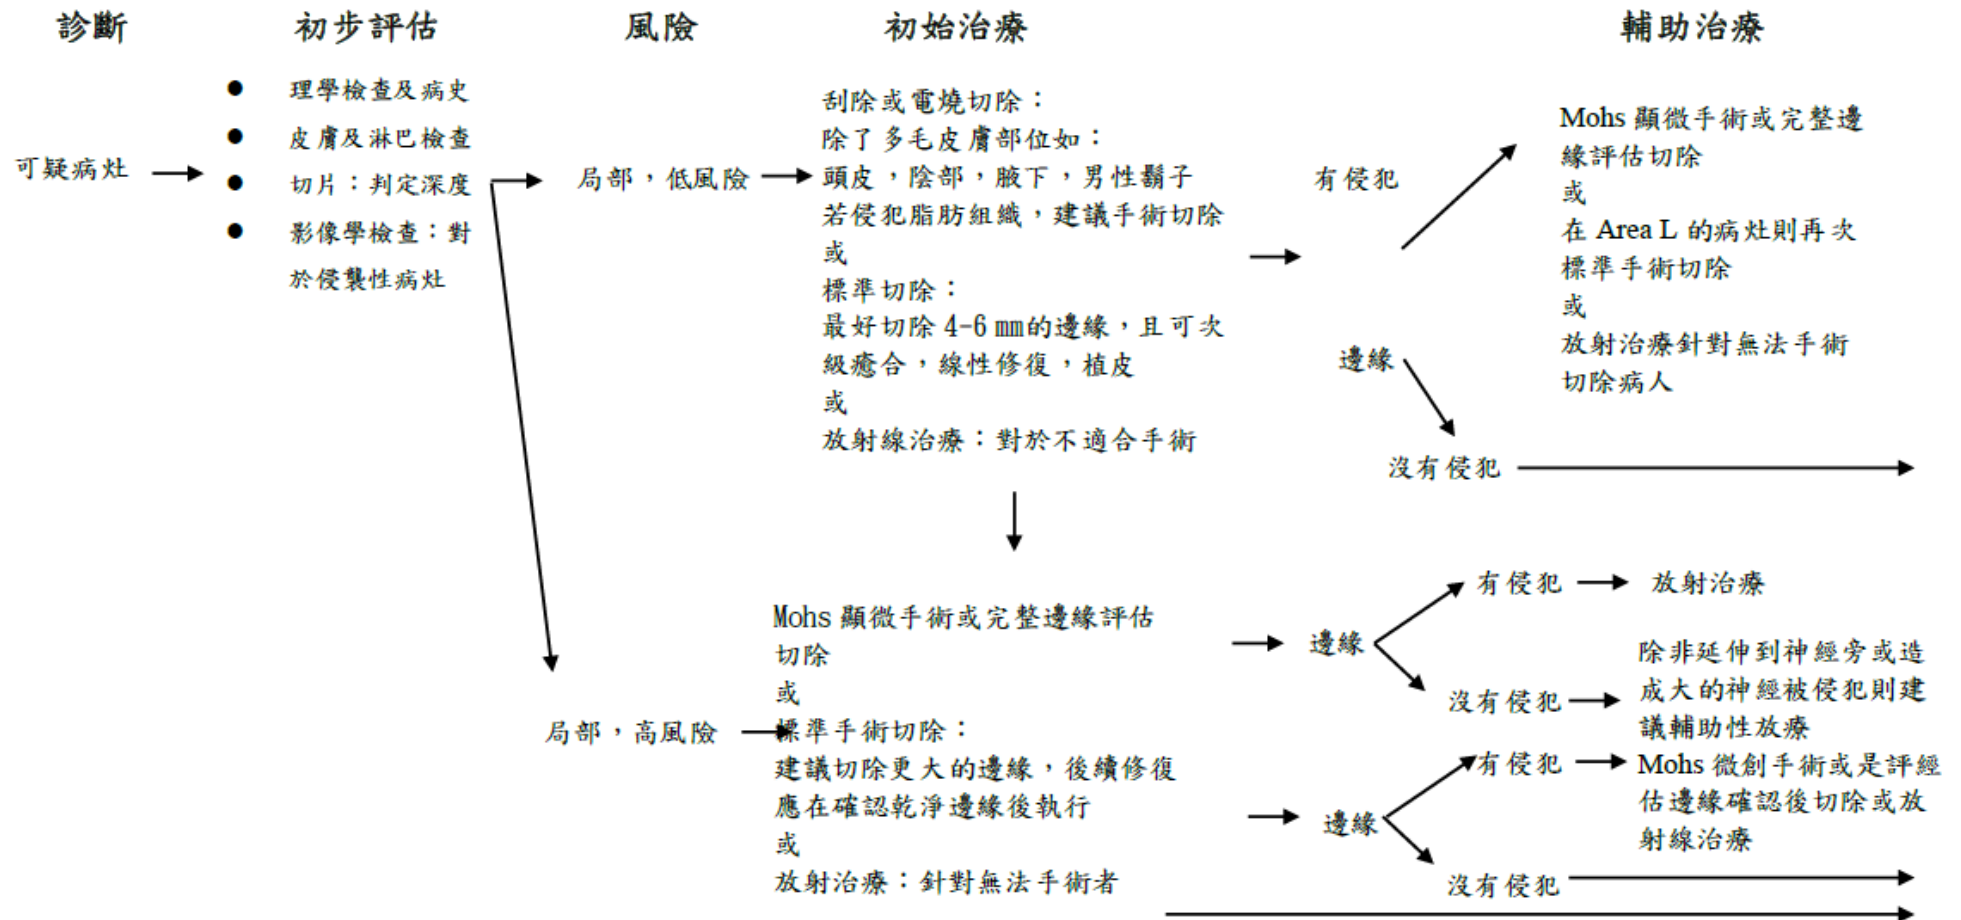 診斷
初步評估
風險
初始治療
輔助治療
可疑病灶
● 理學檢查及病史
● 皮膚及淋巴檢查
● 切片：判定深度
● 影像學檢查：對
於侵襲性病灶
局部，低風險
刮除或電燒切除：
除了多毛皮膚部位如：
頭皮，陰部，腋下，男性鬍子
若侵犯脂肪組織，建議手術切除
或
標準切除：
最好切除 4-6 mm的邊緣，且可次
級癒合，線性修復，植皮
或
放射線治療：對於不適合手術
有侵犯
邊緣
沒有侵犯
Mohs 顯微手術或完整邊
緣評估切除
或
在 Area L 的病灶則再次
標準手術切除
或
放射治療針對無法手術
切除病人
局部，高風險
Mohs 顯微手術或完整邊緣評估
切除
或
標準手術切除：
建議切除更大的邊緣，後續修復
應在確認乾淨邊緣後執行
或
放射治療：針對無法手術者
邊緣
有侵犯
放射治療
沒有侵犯
除非延伸到神經旁或造
成大的神經被侵犯則建
議輔助性放療
邊緣
有侵犯
Mohs 微創手術或是評經
估邊緣確認後切除或放
射線治療
沒有侵犯